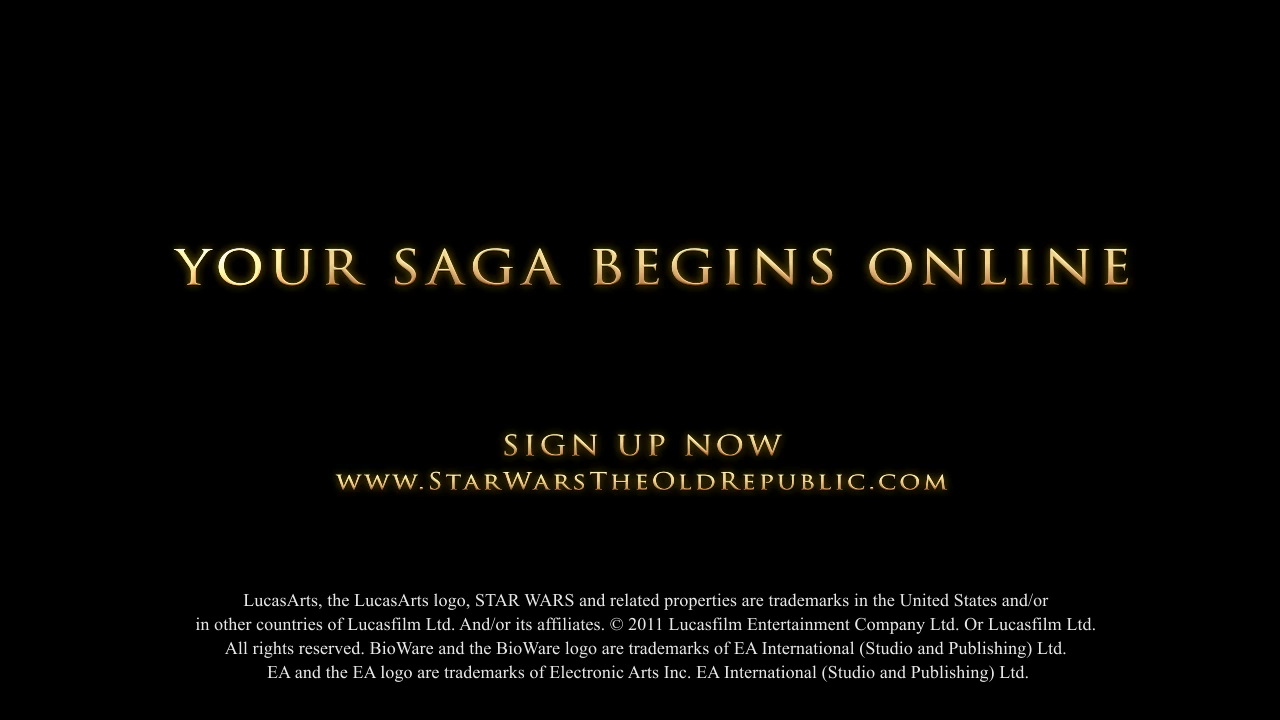 YOUR SAGA BEGINS ONLINE
SIGN UP NOW
www.StarWarsTheOldRepublic.com
LucasArts, the LucasArts logo, STAR WARS and related properties are trademarks in the United States and/or
in other countries of Lucasfilm Ltd. And/or its affiliates. © 2011 Lucasfilm Entertainment Company Ltd. Or Lucasfilm Ltd.
All rights reserved. BioWare and the BioWare logo are trademarks of EA International (Studio and Publishing) Ltd.
EA and the EA logo are trademarks of Electronic Arts Inc. EA International (Studio and Publishing) Ltd.